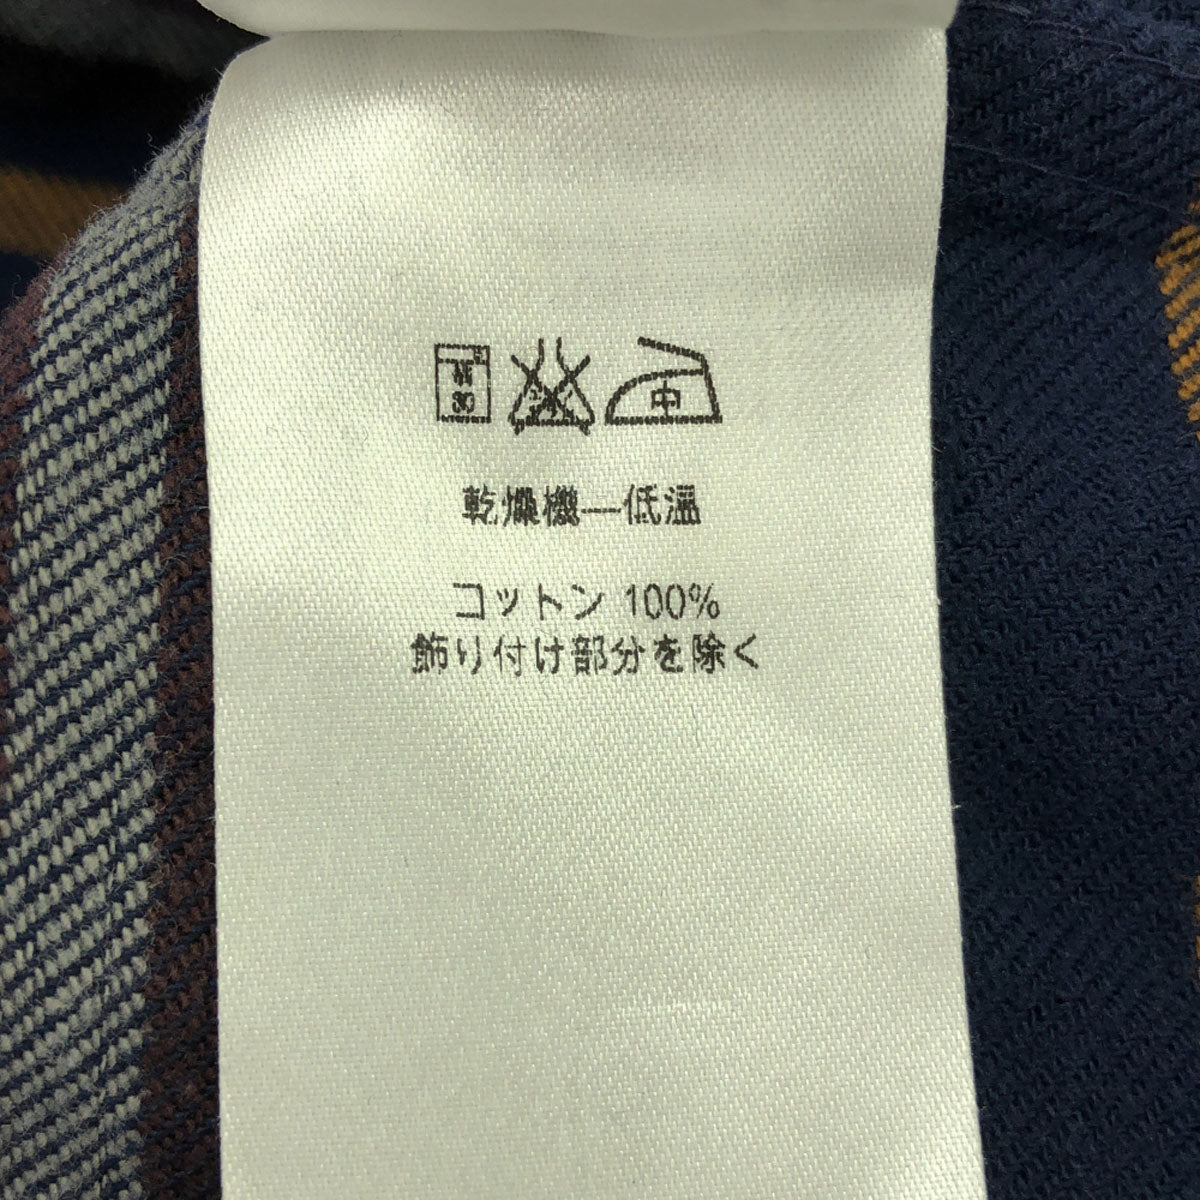 中
乾燥機—低温
コットン 100%
飾り付け部分を除く